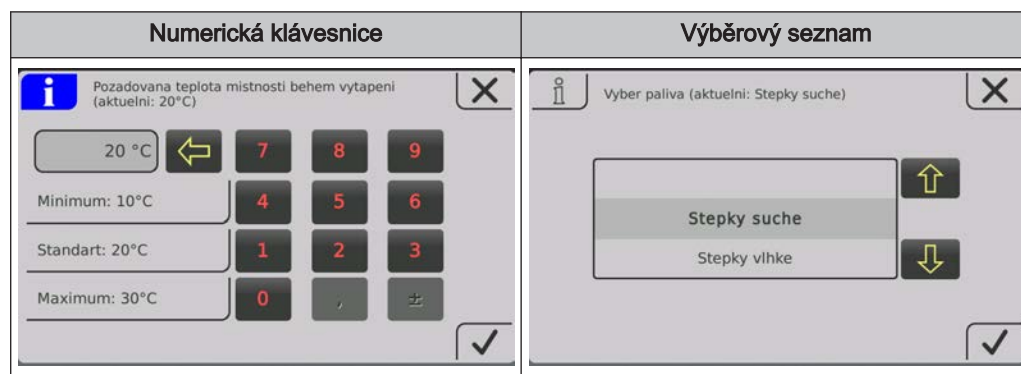 Numerická klávesnice
Výběrový seznam
i
Pozadovana teplota mistnosti behem vytapeni
(aktuelni: 20°C)
20 °C
7 8 9
Minimum: 10°C
4 5 6
Standart: 20°C
1 2 3
Maximum: 30°C
0 , ±
i
Vyber paliva (aktuelni: Stepky suche)
Stepky suche
Stepky vlhke